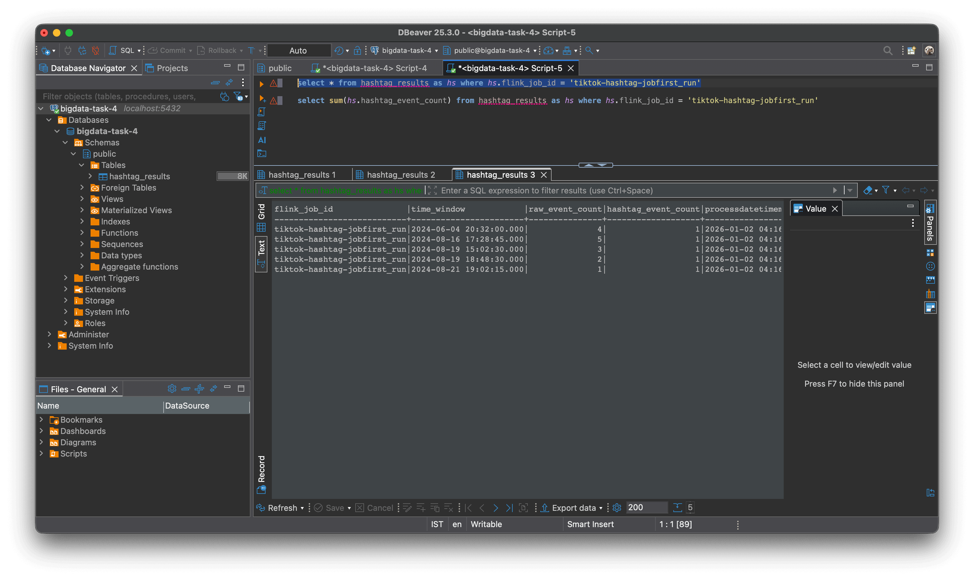 DBeaver 25.3.0 - <bigdata-task-4> Script-5
SQL Commit Rollback T Auto bigdata-task-4 public@bigdata-task-4
Database Navigator Projects
public *<bigdata-task-4> Script-4 *<bigdata-task-4> Script-5
select * from hashtag_results as hs where hs.flink_job_id = 'tiktok-hashtag-jobfirst_run'
select sum(hs.hashtag_event_count) from hashtag_results as hs where hs.flink_job_id = 'tiktok-hashtag-jobfirst_run'
AI
Filter objects (tables, procedures, users,
bigdata-task-4 localhost:5432
Databases
bigdata-task-4
Schemas
public
Tables
hashtag_results 8K
Foreign Tables
Views
Materialized Views
Indexes
Functions
Sequences
Data types
Aggregate functions
Event Triggers
Extensions
Storage
System Info
Roles
Administer
System Info
hashtag_results 1 hashtag_results 2 hashtag_results 3
Enter a SQL expression to filter results (use Ctrl+Space)
Grid
Text
Record
flink_job_id |time_window |raw_event_count|hashtag_event_count|processdatetimes
tiktok-hashtag-jobfirst_run|2024-06-04 20:32:00.000| 4| 1|2026-01-02 04:16
tiktok-hashtag-jobfirst_run|2024-08-16 17:28:45.000| 5| 1|2026-01-02 04:16
tiktok-hashtag-jobfirst_run|2024-08-19 15:02:30.000| 3| 1|2026-01-02 04:16
tiktok-hashtag-jobfirst_run|2024-08-19 18:48:30.000| 2| 1|2026-01-02 04:16
tiktok-hashtag-jobfirst_run|2024-08-21 19:02:15.000| 1| 1|2026-01-02 04:16
Value
Panels
Select a cell to view/edit value
Press F7 to hide this panel
Files - General
Name DataSource
Bookmarks
Dashboards
Diagrams
Scripts
Refresh Save Cancel Export data 200 5
IST en Writable Smart Insert 1 : 1 [89]